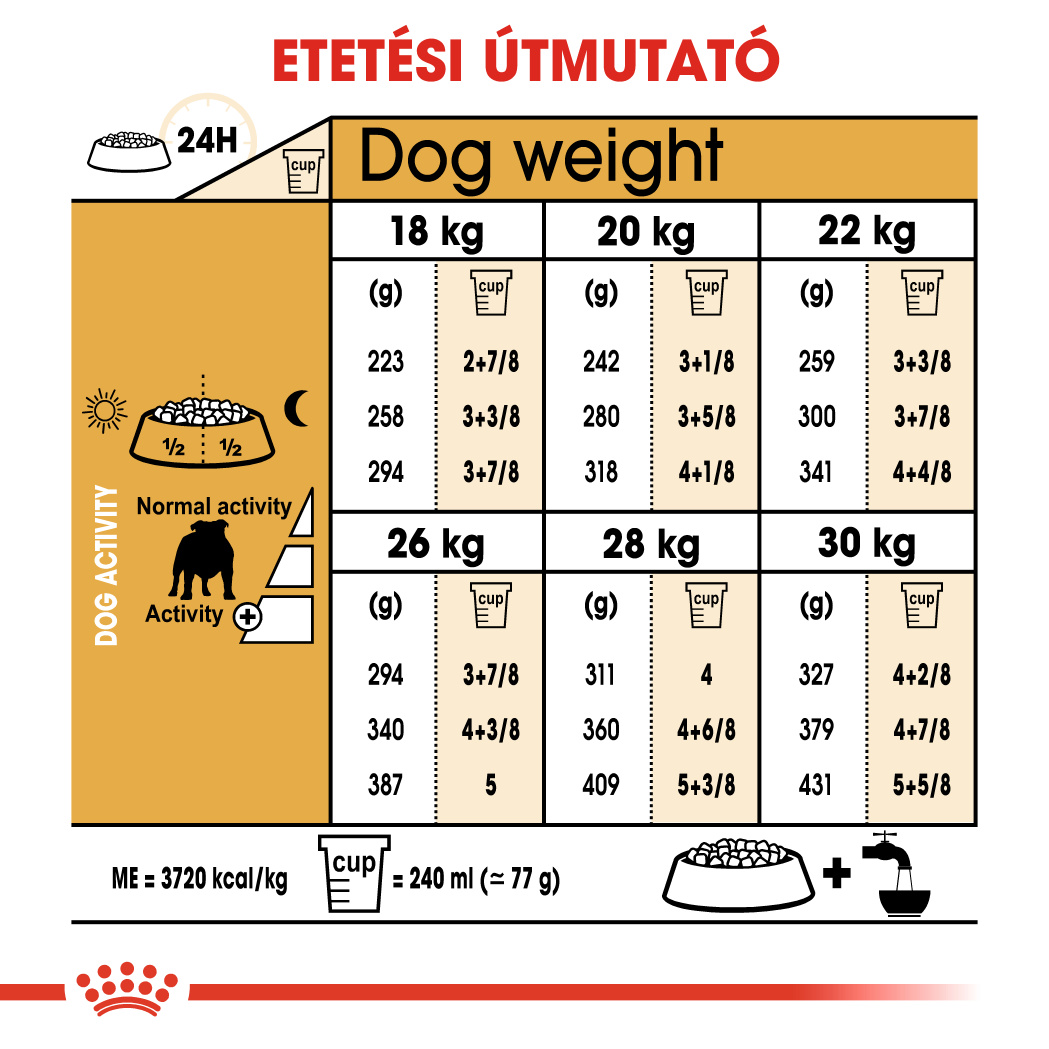 ETETÉSI ÚTMUTATÓ
24H
cup
Dog weight
18 kg 20 kg 22 kg
(g) cup (g) cup (g) cup
223 2+7/8 242 3+1/8 259 3+3/8
258 3+3/8 280 3+5/8 300 3+7/8
294 3+7/8 318 4+1/8 341 4+4/8
½ ½
DOG ACTIVITY
Normal activity
Activity +
26 kg 28 kg 30 kg
(g) cup (g) cup (g) cup
294 3+7/8 311 4 327 4+2/8
340 4+3/8 360 4+6/8 379 4+7/8
387 5 409 5+3/8 431 5+5/8
ME = 3720 kcal/kg cup = 240 ml (≃ 77 g) +